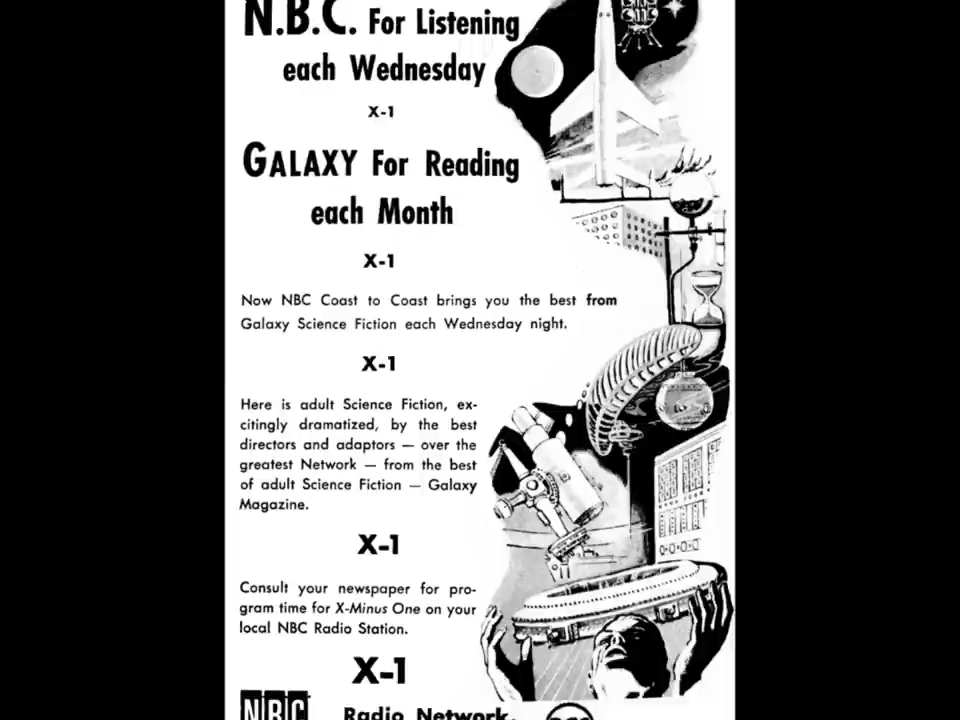 N.B.C. For Listening
each Wednesday
X-1
GALAXY For Reading
each Month
X-1
Now NBC Coast to Coast brings you the best from
Galaxy Science Fiction each Wednesday night.
X-1
Here is adult Science Fiction, ex-
citingly dramatized, by the best
directors and adaptors — over the
greatest Network — from the best
of adult Science Fiction — Galaxy
Magazine.
X-1
Consult your newspaper for pro-
gram time for X-Minus One on your
local NBC Radio Station.
X-1
NBC Radio Network.